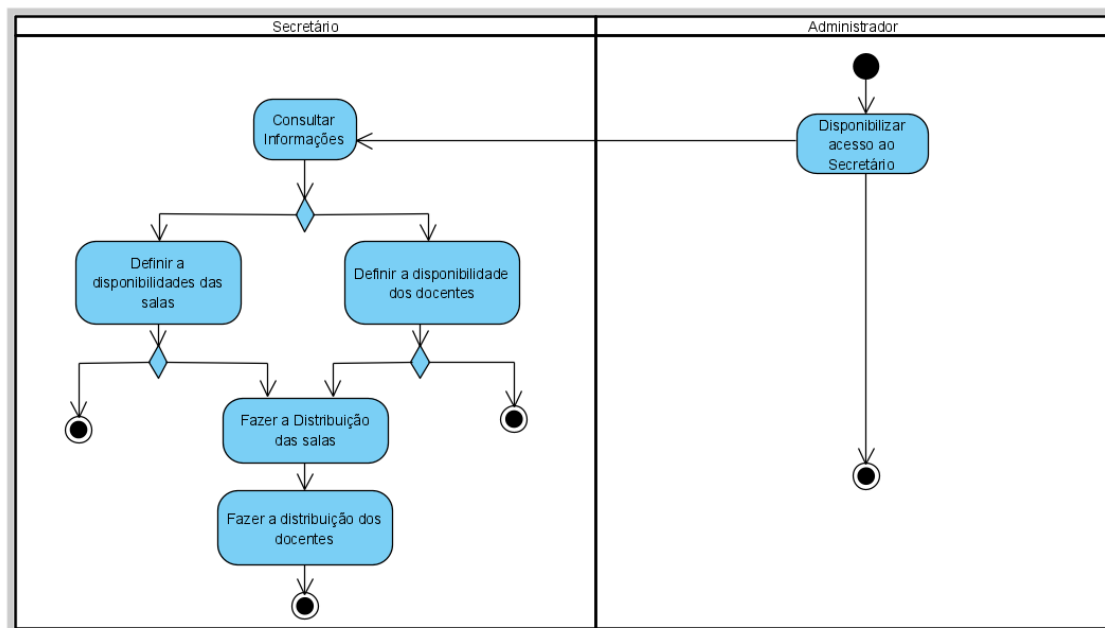 Secretário
Administrador
Consultar
Informações
Disponibilizar
acesso ao
Secretário
Definir a
disponibilidades das
salas
Definir a disponibilidade
dos docentes
Fazer a Distribuição
das salas
Fazer a distribuição dos
docentes